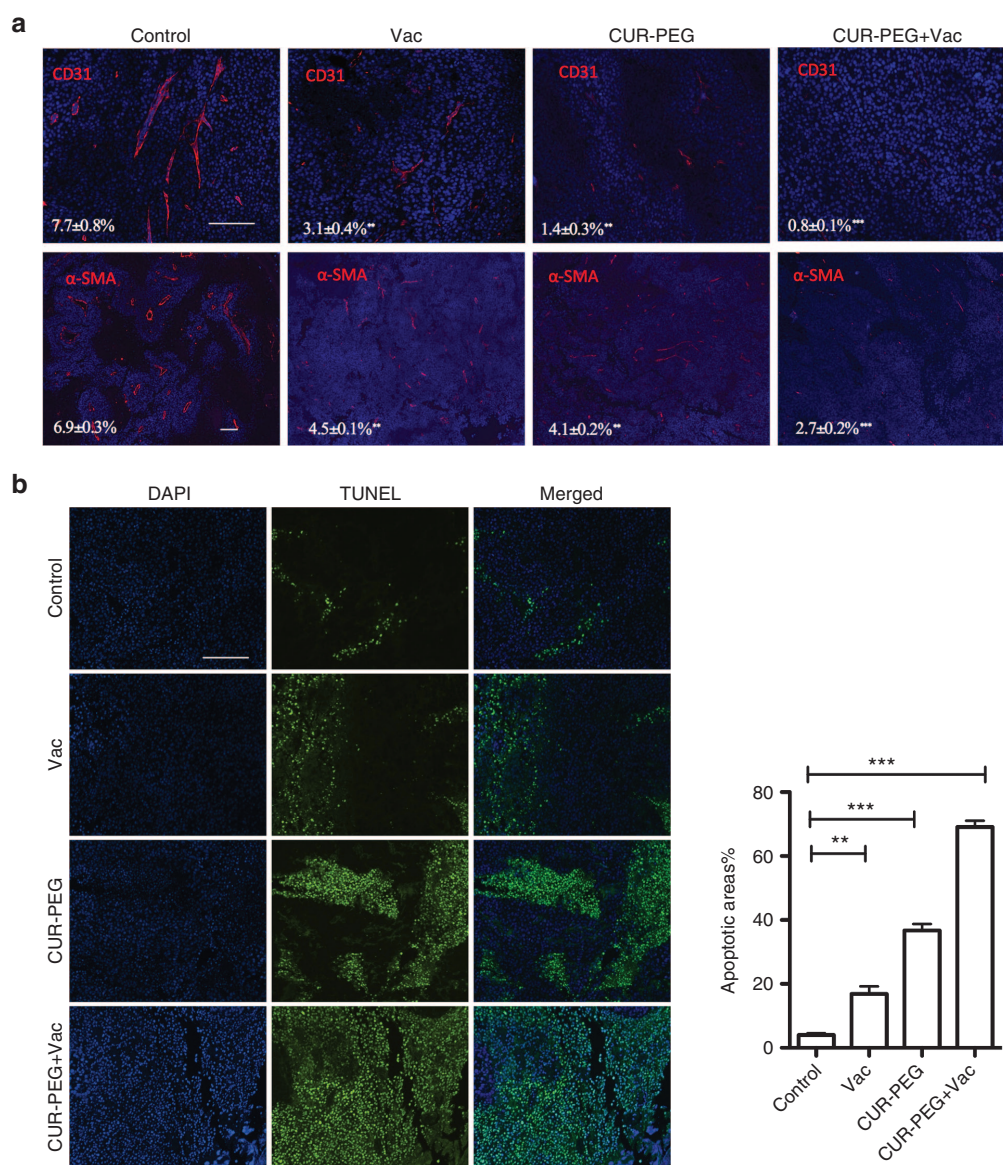 a
Control Vac CUR-PEG CUR-PEG+Vac
CD31 CD31 CD31 CD31
7.7±0.8% 3.1±0.4%** 1.4±0.3%** 0.8±0.1%***
α-SMA α-SMA α-SMA α-SMA
6.9±0.3% 4.5±0.1%** 4.1±0.2%** 2.7±0.2%***
b
DAPI TUNEL Merged
Control
Vac
CUR-PEG
CUR-PEG+Vac
***
***
**
Apoptotic areas%
80
60
40
20
0
Control Vac CUR-PEG CUR-PEG+Vac